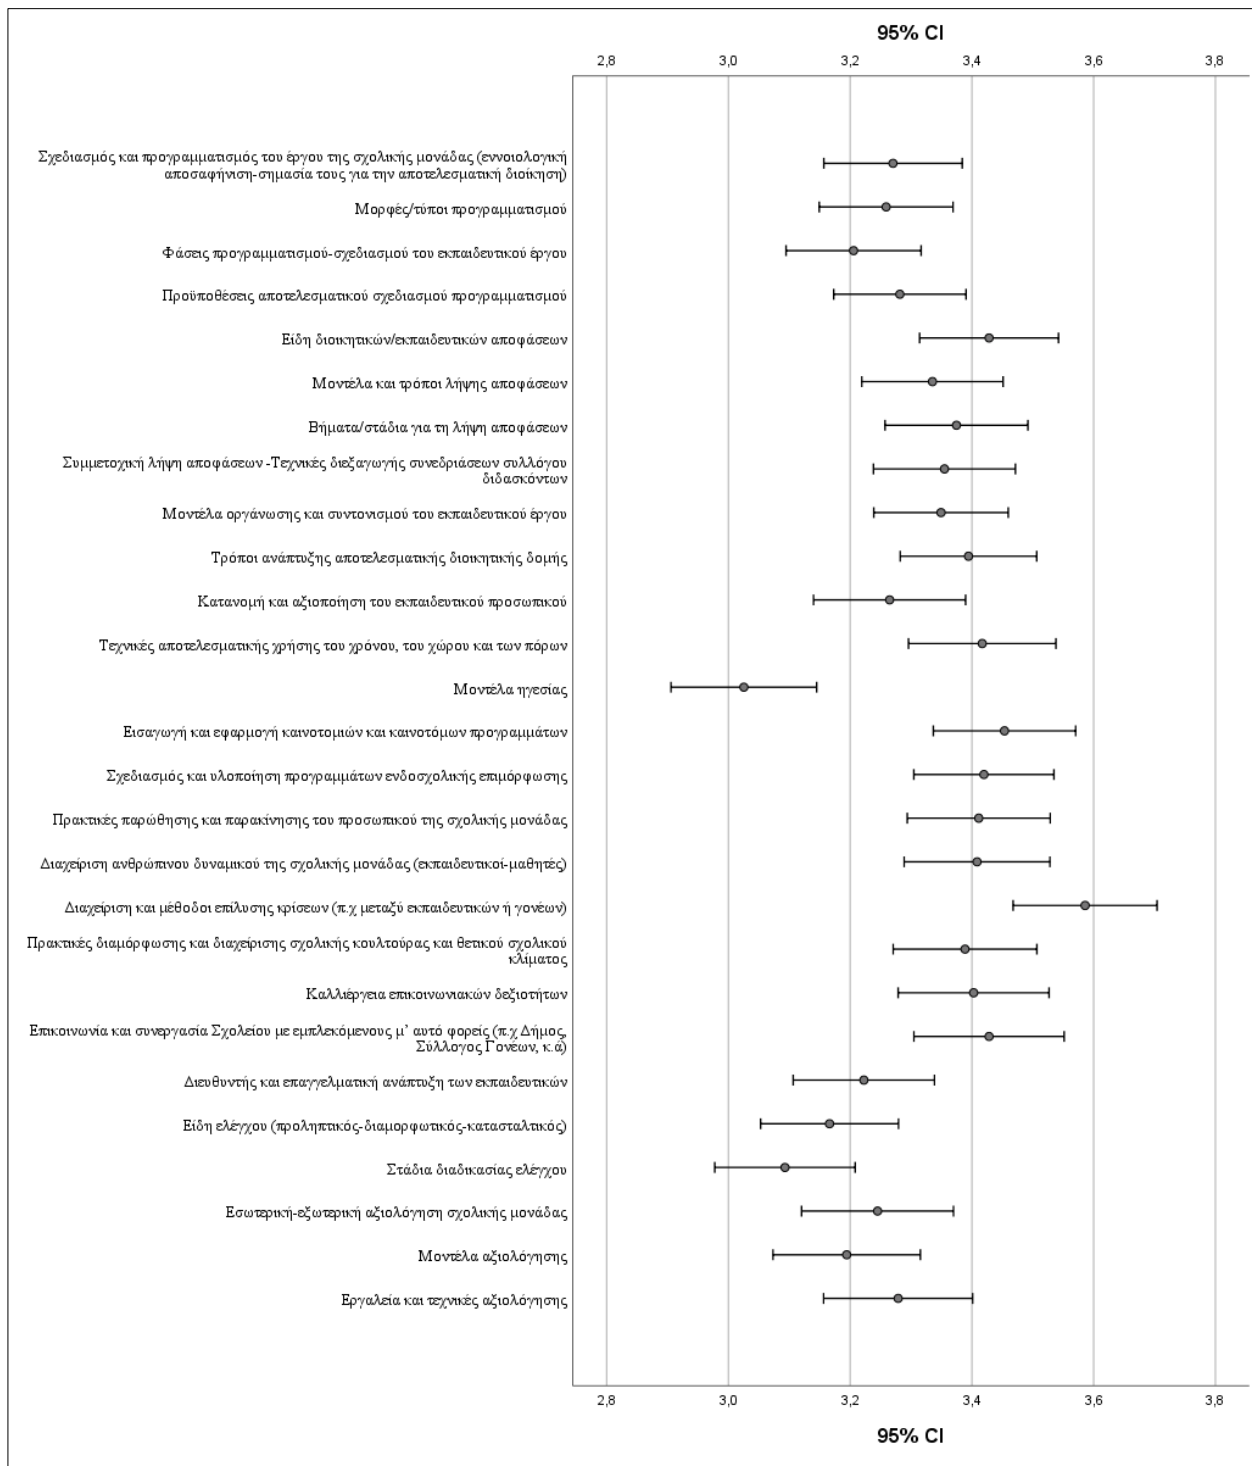 95% CI
2,8 3,0 3,2 3,4 3,6 3,8
Σχεδιασμός και προγραμματισμός του έργου της σχολικής μονάδας (εννοιολογική
αποσαφήνιση-σημασία τους για την αποτελεσματική διοίκηση)
Μορφές/τύποι προγραμματισμού
Φάσεις προγραμματισμού-σχεδιασμού του εκπαιδευτικού έργου
Προϋποθέσεις αποτελεσματικού σχεδιασμού προγραμματισμού
Είδη διοικητικών/εκπαιδευτικών αποφάσεων
Μοντέλα και τρόποι λήψης αποφάσεων
Βήματα/στάδια για τη λήψη αποφάσεων
Συμμετοχική λήψη αποφάσεων -Τεχνικές διεξαγωγής συνεδριάσεων συλλόγου
διδασκόντων
Μοντέλα οργάνωσης και συντονισμού του εκπαιδευτικού έργου
Τρόποι ανάπτυξης αποτελεσματικής διοικητικής δομής
Κατανομή και αξιοποίηση του εκπαιδευτικού προσωπικού
Τεχνικές αποτελεσματικής χρήσης του χρόνου, του χώρου και των πόρων
Μοντέλα ηγεσίας
Εισαγωγή και εφαρμογή καινοτομιών και καινοτόμων προγραμμάτων
Σχεδιασμός και υλοποίηση προγραμμάτων ενδοσχολικής επιμόρφωσης
Πρακτικές παρώθησης και παρακίνησης του προσωπικού της σχολικής μονάδας
Διαχείριση ανθρώπινου δυναμικού της σχολικής μονάδας (εκπαιδευτικοί-μαθητές)
Διαχείριση και μέθοδοι επίλυσης κρίσεων (π.χ μεταξύ εκπαιδευτικών ή γονέων)
Πρακτικές διαμόρφωσης και διαχείρισης σχολικής κουλτούρας και θετικού σχολικού
κλίματος
Καλλιέργεια επικοινωνιακών δεξιοτήτων
Επικοινωνία και συνεργασία Σχολείου με εμπλεκόμενους μ’ αυτό φορείς (π.χ Δήμος,
Σύλλογος Γονέων, κ.ά)
Διευθυντής και επαγγελματική ανάπτυξη των εκπαιδευτικών
Είδη ελέγχου (προληπτικός-διαμορφωτικός-κατασταλτικός)
Στάδια διαδικασίας ελέγχου
Εσωτερική-εξωτερική αξιολόγηση σχολικής μονάδας
Μοντέλα αξιολόγησης
Εργαλεία και τεχνικές αξιολόγησης
2,8 3,0 3,2 3,4 3,6 3,8
95% CI